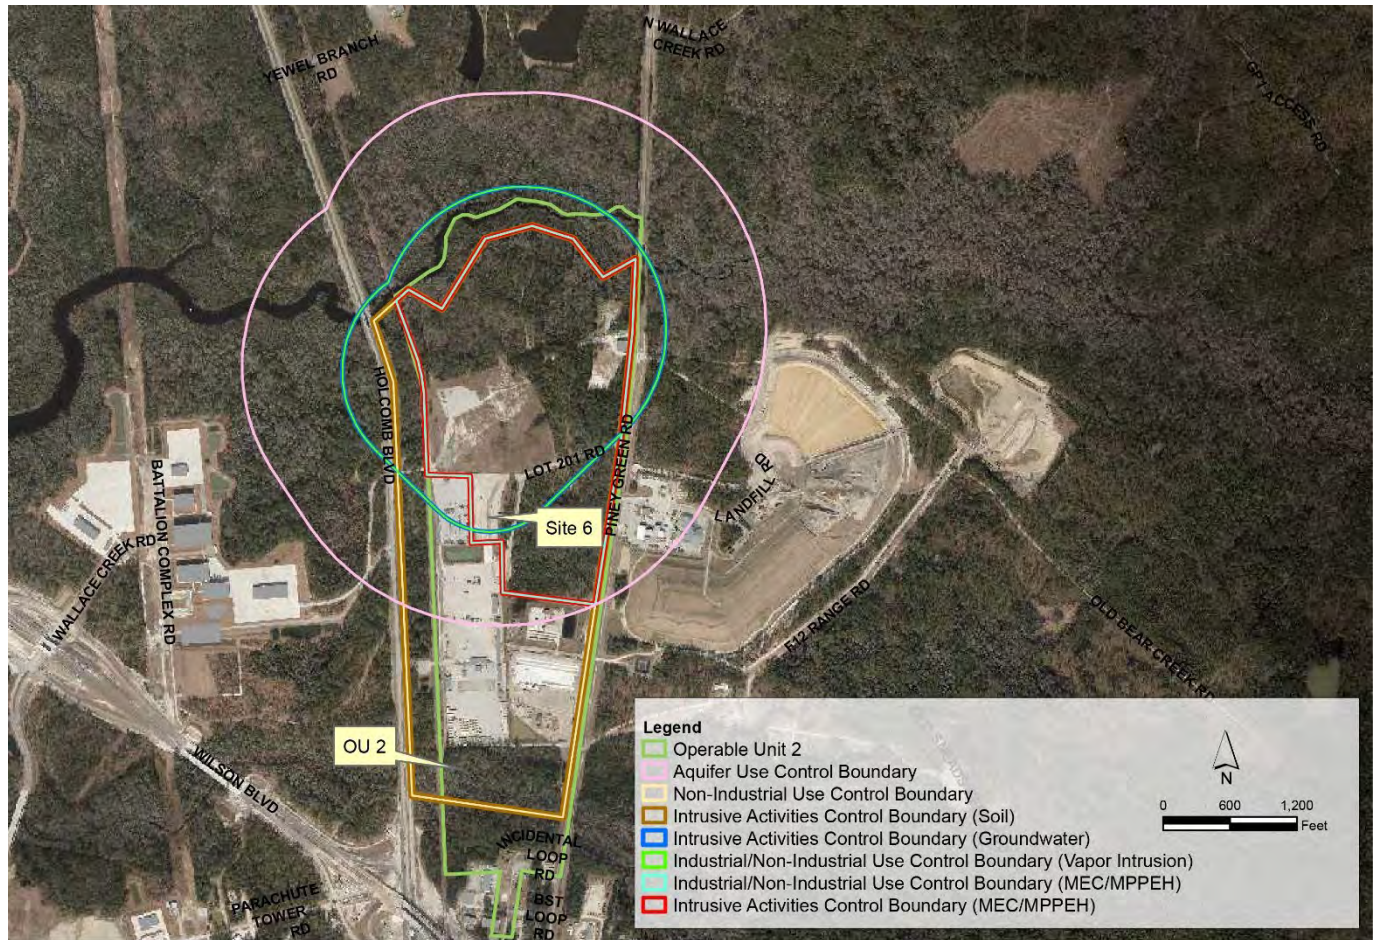 YEWEL BRANCH
RD
N WALLACE
CREEK RD
GP7 ACCESS RD
HOLCOMB BLVD
LOT 201 RD
PINEY GREEN RD
LANDFILL RD
Site 6
BATTALION COMPLEX RD
WALLACE CREEK RD
F-12 RANGE RD
OLD BEAR CREEK RD
OU 2
WILSON BLVD
INCIDENTAL
LOOP
RD
BST
LOOP
RD
PARACHUTE
TOWER
RD
Legend
Operable Unit 2
Aquifer Use Control Boundary
Non-Industrial Use Control Boundary
Intrusive Activities Control Boundary (Soil)
Intrusive Activities Control Boundary (Groundwater)
Industrial/Non-Industrial Use Control Boundary (Vapor Intrusion)
Industrial/Non-Industrial Use Control Boundary (MEC/MPPEH)
Intrusive Activities Control Boundary (MEC/MPPEH)
N
0 600 1,200
Feet